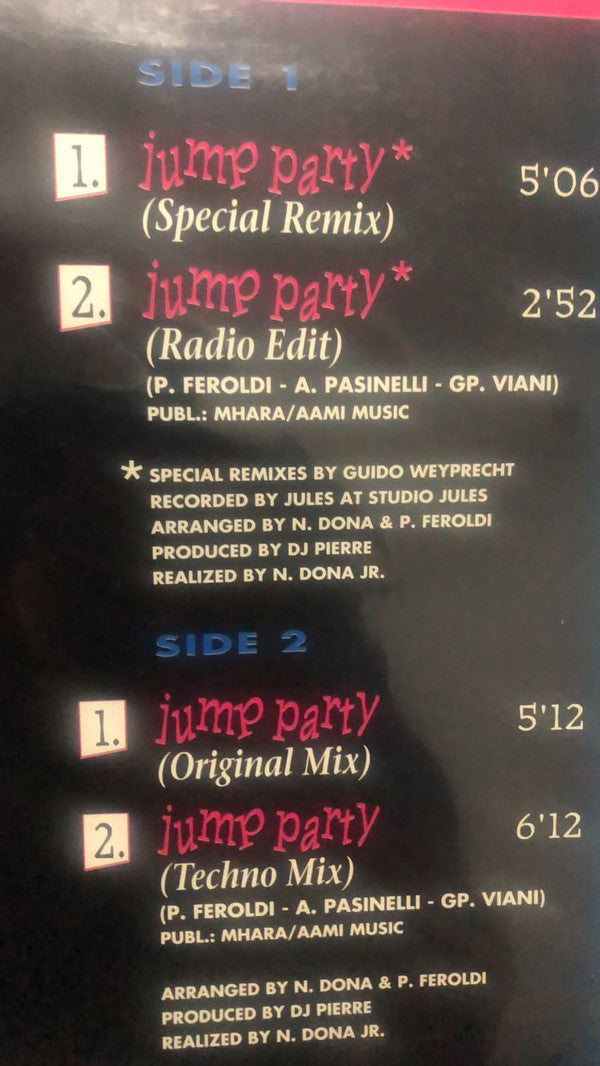 SIDE 1
1. jump party* 5'06
(Special Remix)
2. jump party* 2'52
(Radio Edit)
(P. FEROLDI - A. PASINELLI - GP. VIANI)
PUBL.: MHARA/AAMI MUSIC
* SPECIAL REMIXES BY GUIDO WEYPRECHT
RECORDED BY JULES AT STUDIO JULES
ARRANGED BY N. DONA & P. FEROLDI
PRODUCED BY DJ PIERRE
REALIZED BY N. DONA JR.
SIDE 2
1. jump party 5'12
(Original Mix)
2. jump party 6'12
(Techno Mix)
(P. FEROLDI - A. PASINELLI - GP. VIANI)
PUBL.: MHARA/AAMI MUSIC
ARRANGED BY N. DONA & P. FEROLDI
PRODUCED BY DJ PIERRE
REALIZED BY N. DONA JR.